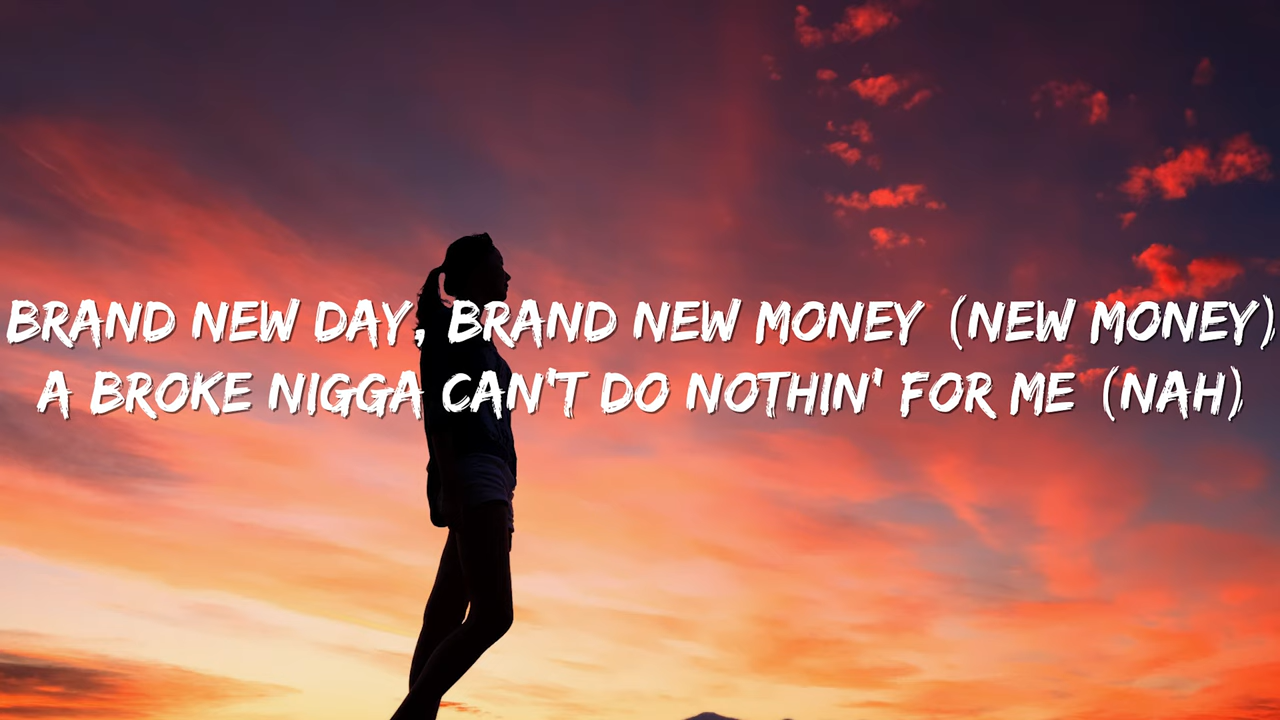 BRAND NEW DAY, BRAND NEW MONEY (NEW MONEY)
A BROKE NIGGA CAN'T DO NOTHIN' FOR ME (NAH)